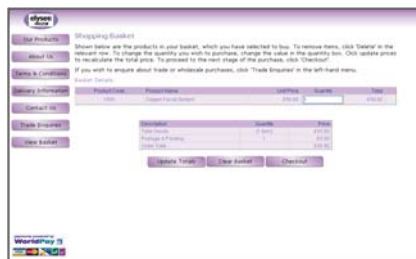 elysee
Our Products
About Us
Terms & Conditions
Delivery Information
Contact Us
Trade Enquiries
View Basket
Shopping Basket
Shown below are the products in your basket, which you have selected to buy. To remove items, click 'Delete' in the
relevant row. To change the quantity you wish to purchase, change the value in the quantity box. Click update prices
to recalculate the total price. To proceed to the next stage of the purchase, click 'Checkout'.
If you wish to enquire about trade or wholesale purchases, click 'Trade Enquiries' in the left-hand menu.
Basket Details:
Product Code Product Name Unit Price Quantity Total
Description Quantity Price
Total Goods
Postage & Packing
Order Total
Update Totals Clear Basket Checkout
payments powered by
WorldPay